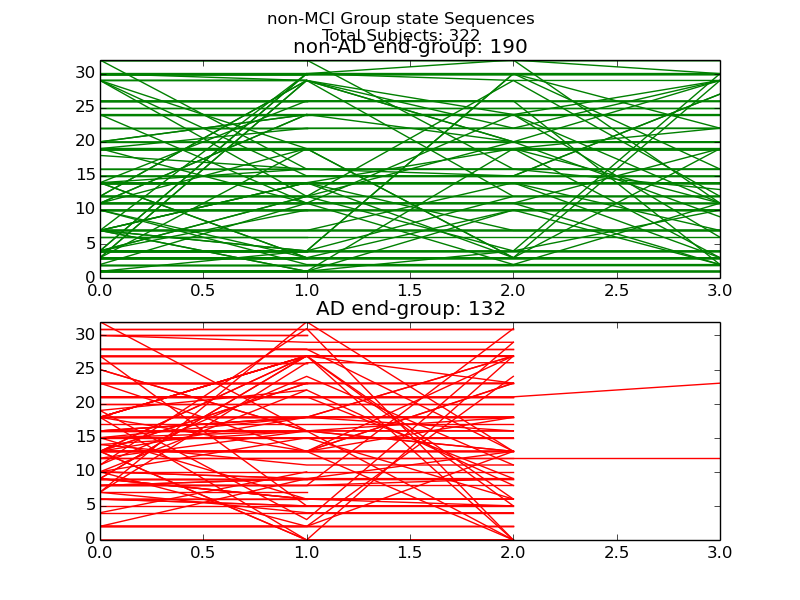 non-MCI Group state Sequences
Total Subjects: 322
non-AD end-group: 190
30
25
20
15
10
5
0
0.0 0.5 1.0 1.5 2.0 2.5 3.0
AD end-group: 132
30
25
20
15
10
5
0
0.0 0.5 1.0 1.5 2.0 2.5 3.0